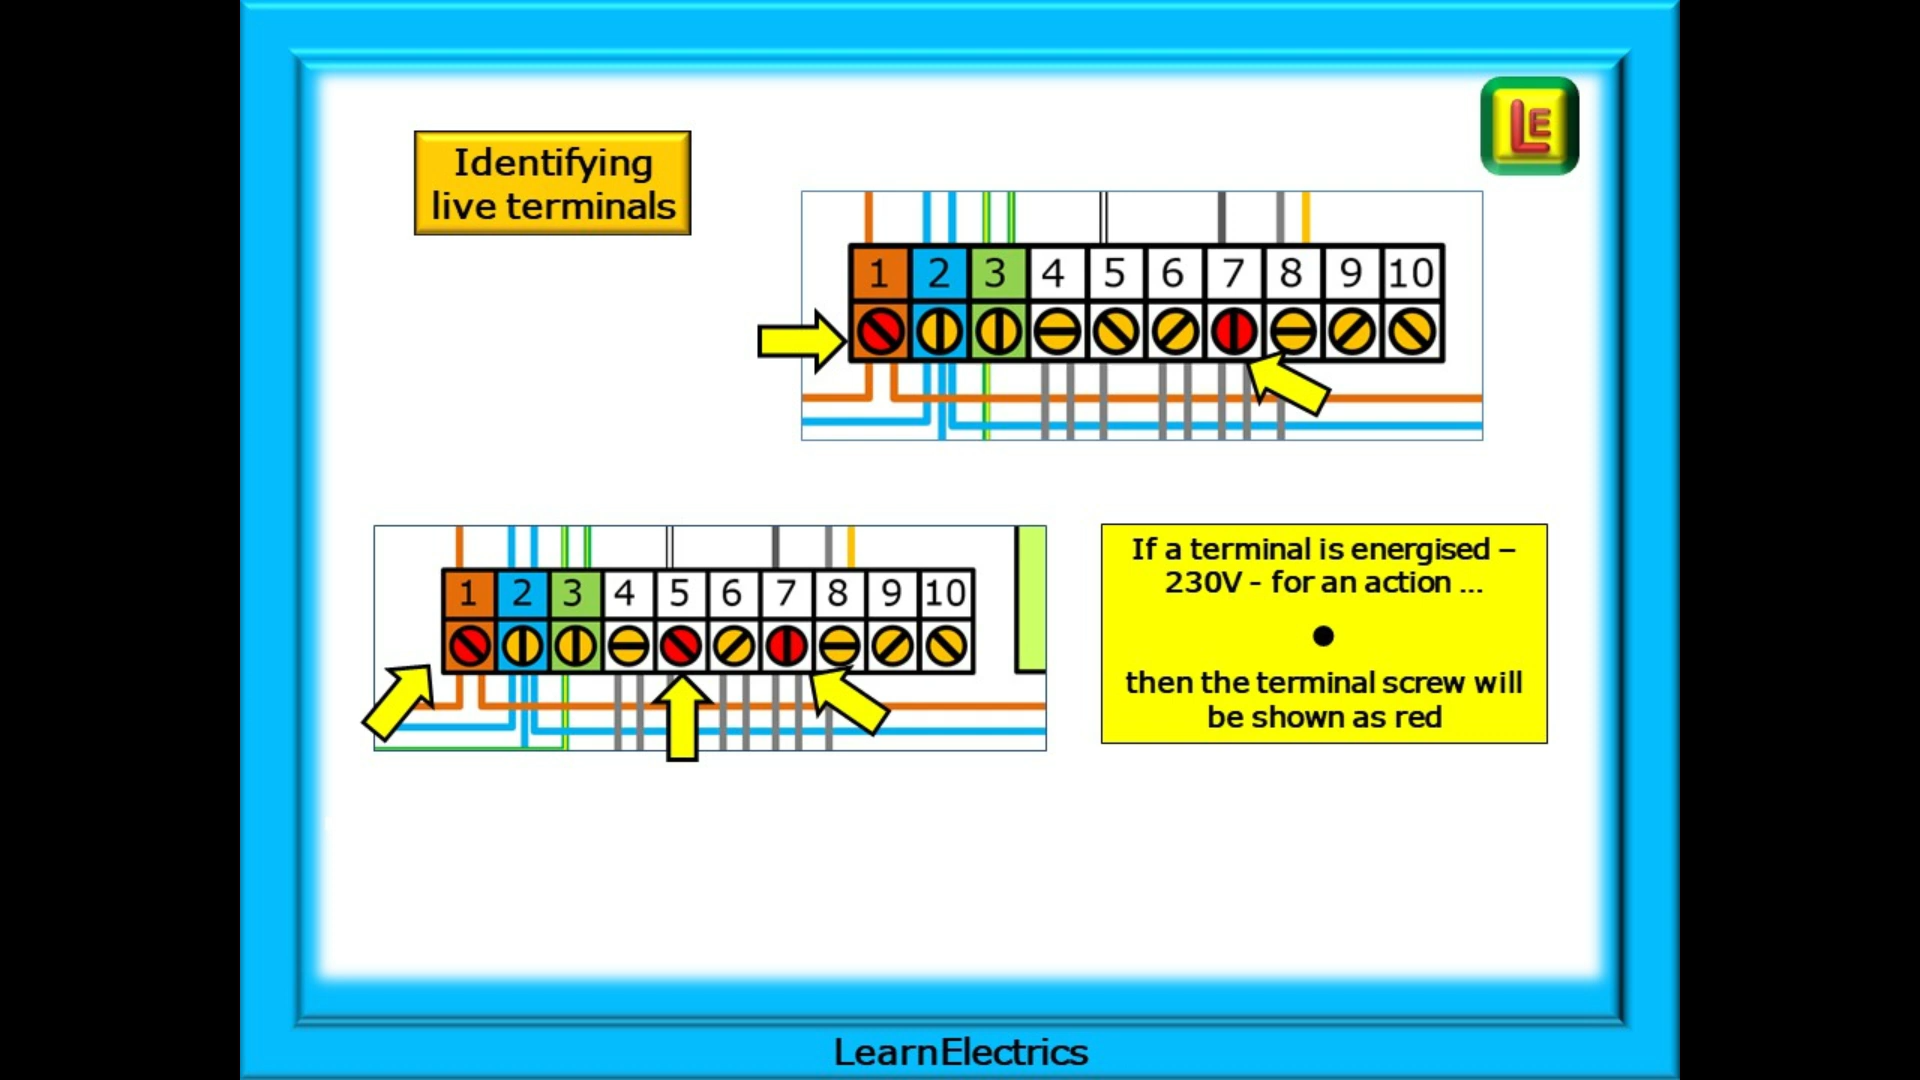 Identifying
live terminals
LE
1 2 3 4 5 6 7 8 9 10
1 2 3 4 5 6 7 8 9 10
If a terminal is energised –
230V - for an action ...
●
then the terminal screw will
be shown as red
LearnElectrics